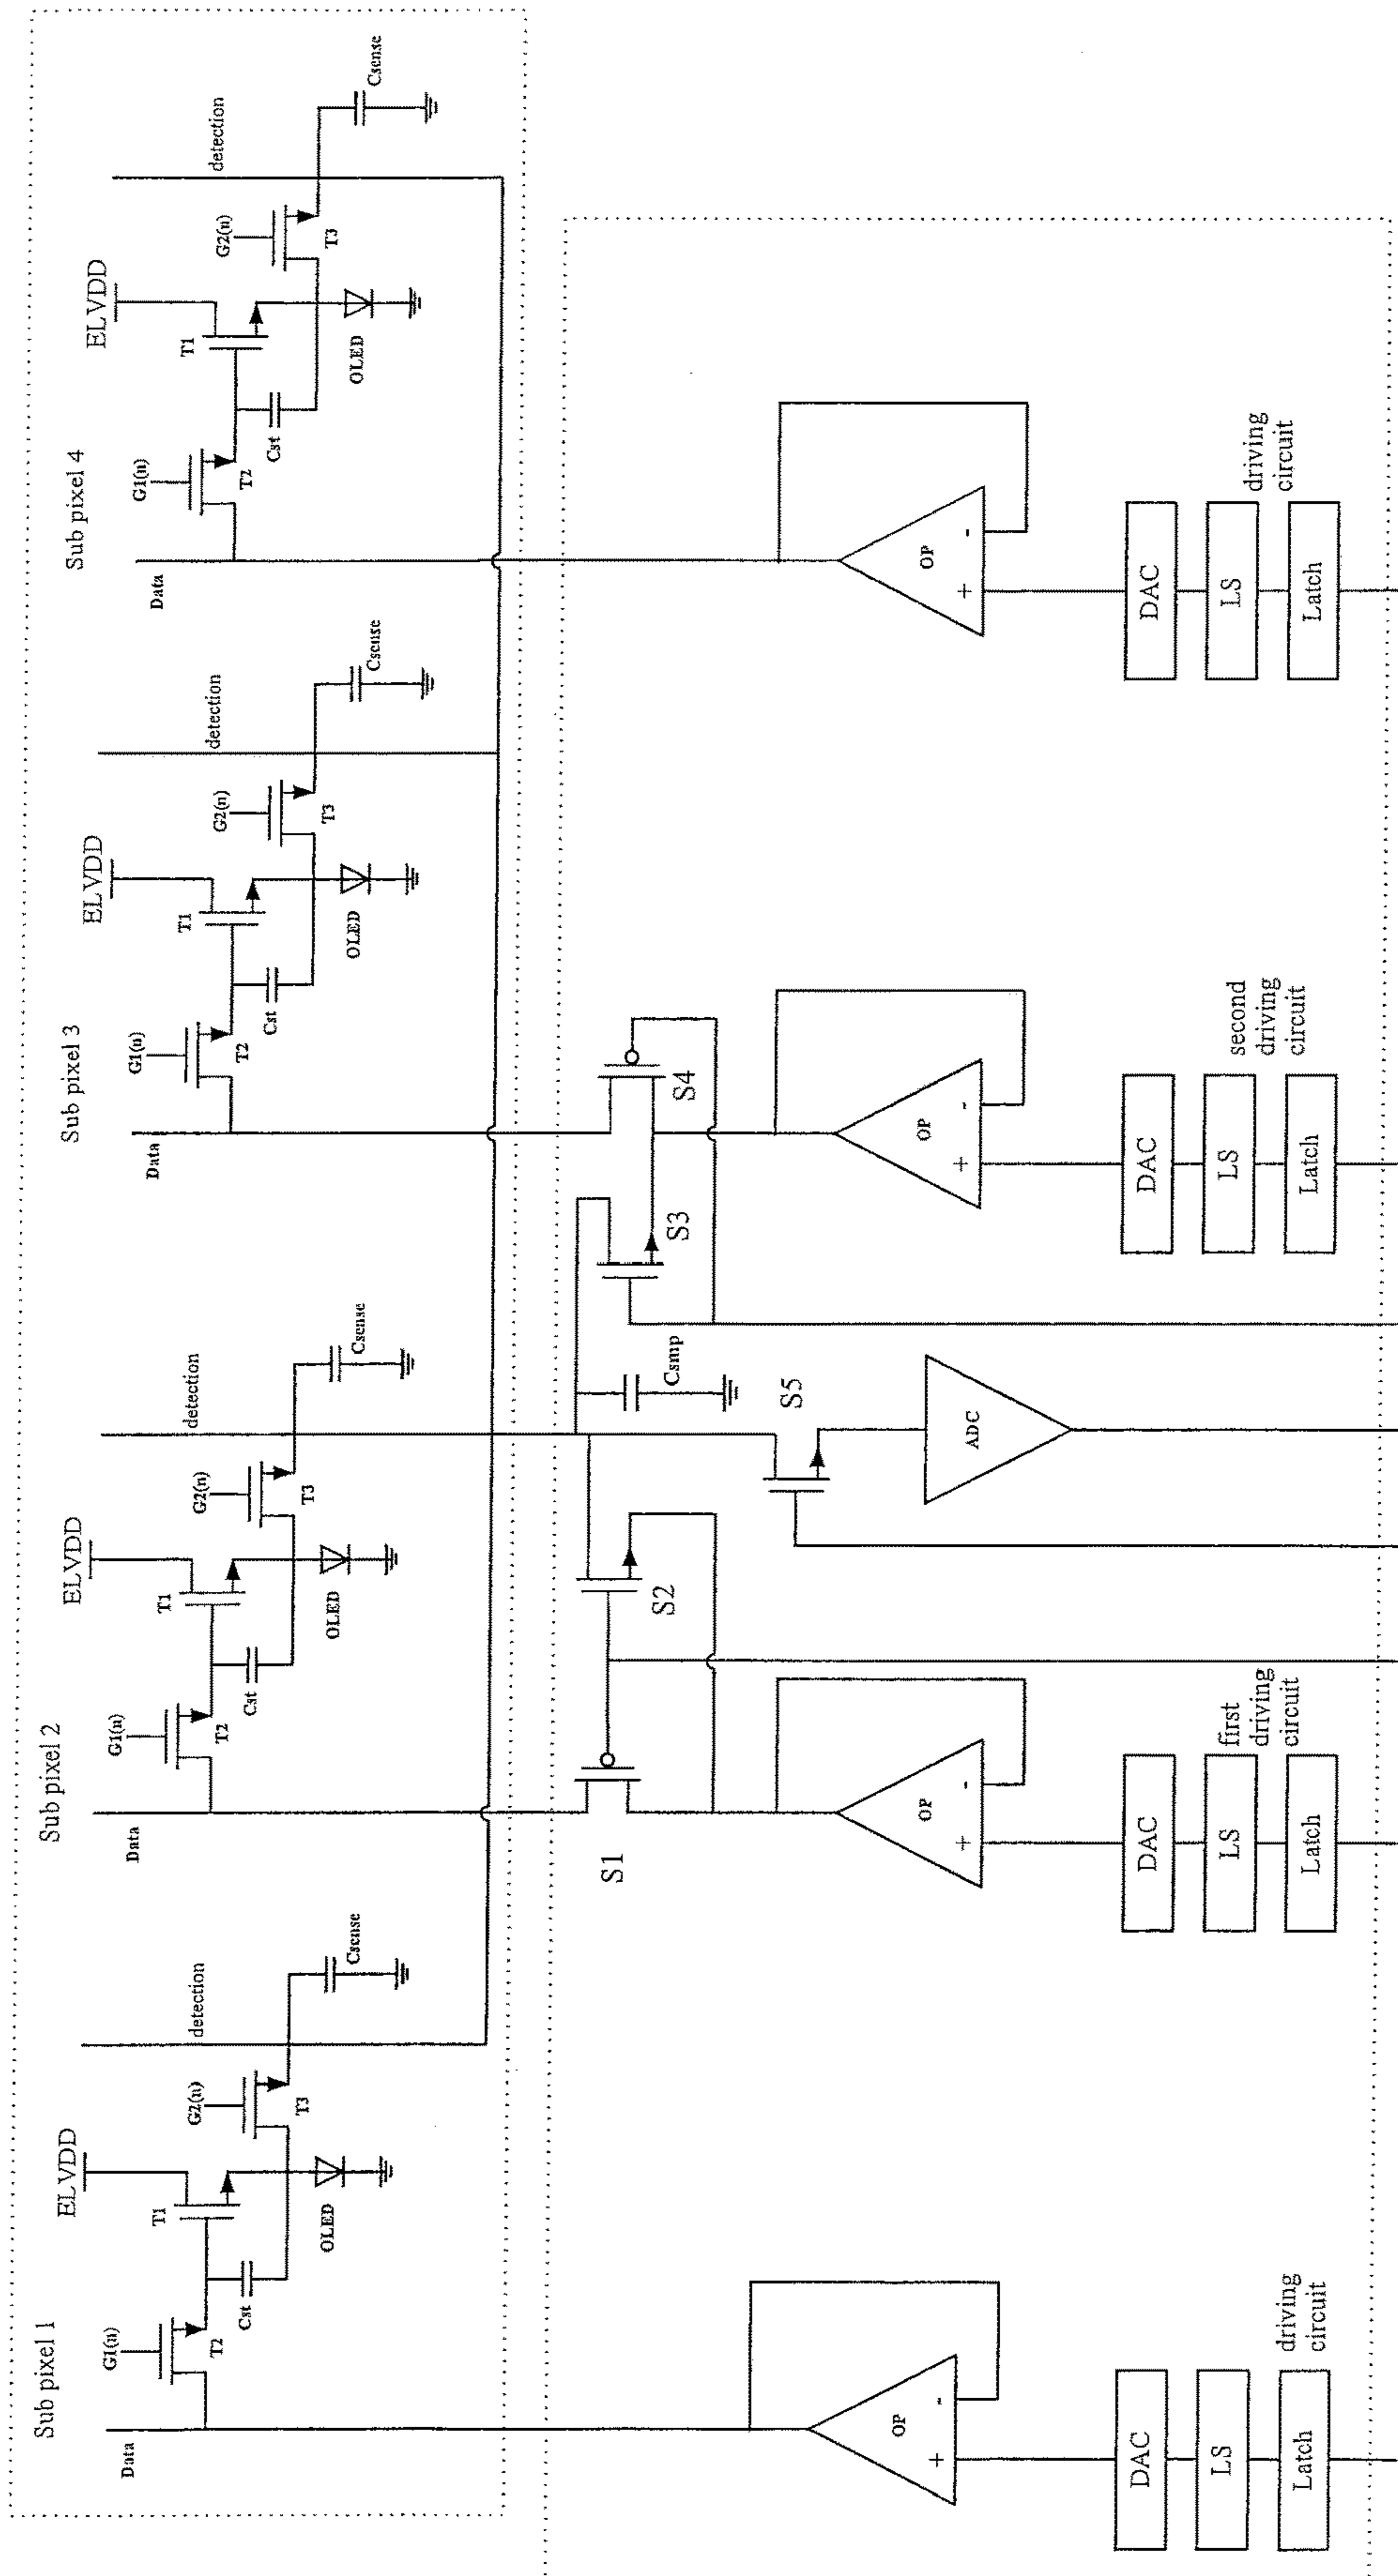 Sub pixel 1
Data
G1(n)
T2
Cst
T1
ELVDD
OLED
G2(n)
T3
detection
Csense
Sub pixel 2
Data
G1(n)
T2
Cst
T1
ELVDD
OLED
G2(n)
T3
detection
Csense
Sub pixel 3
Data
G1(n)
T2
Cst
T1
ELVDD
OLED
G2(n)
T3
detection
Csense
Sub pixel 4
Data
G1(n)
T2
Cst
T1
ELVDD
OLED
G2(n)
T3
detection
Csense
S1
S2
Csmp
S5
S3
S4
OP
+
-
OP
+
-
ADC
OP
+
-
OP
+
-
DAC
LS
Latch
driving
circuit
DAC
LS
Latch
first
driving
circuit
DAC
LS
Latch
second
driving
circuit
DAC
LS
Latch
driving
circuit